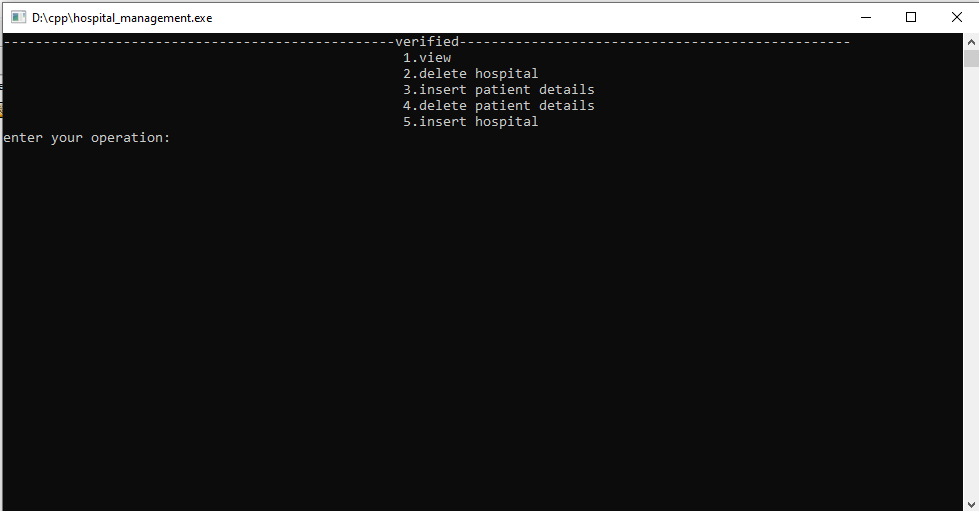 D:\cpp\hospital_management.exe
-------------------------------------------------verified-------------------------------------------------
1.view
2.delete hospital
3.insert patient details
4.delete patient details
5.insert hospital
enter your operation: